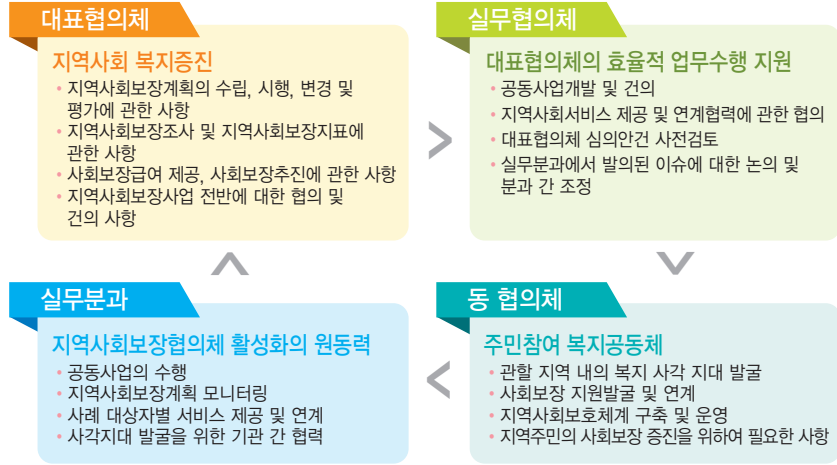 대표협의체
지역사회 복지증진
• 지역사회보장계획의 수립, 시행, 변경 및
평가에 관한 사항
• 지역사회보장조사 및 지역사회보장지표에
관한 사항
• 사회보장급여 제공, 사회보장추진에 관한 사항
• 지역사회보장사업 전반에 대한 협의 및
건의 사항
실무협의체
대표협의체의 효율적 업무수행 지원
• 공동사업개발 및 건의
• 지역사회서비스 제공 및 연계협력에 관한 협의
• 대표협의체 심의안건 사전검토
• 실무분과에서 발의된 이슈에 대한 논의 및
분과 간 조정
실무분과
지역사회보장협의체 활성화의 원동력
• 공동사업의 수행
• 지역사회보장계획 모니터링
• 사례 대상자별 서비스 제공 및 연계
• 사각지대 발굴을 위한 기관 간 협력
동 협의체
주민참여 복지공동체
• 관할 지역 내의 복지 사각 지대 발굴
• 사회보장 지원발굴 및 연계
• 지역사회보호체계 구축 및 운영
• 지역주민의 사회보장 증진을 위하여 필요한 사항